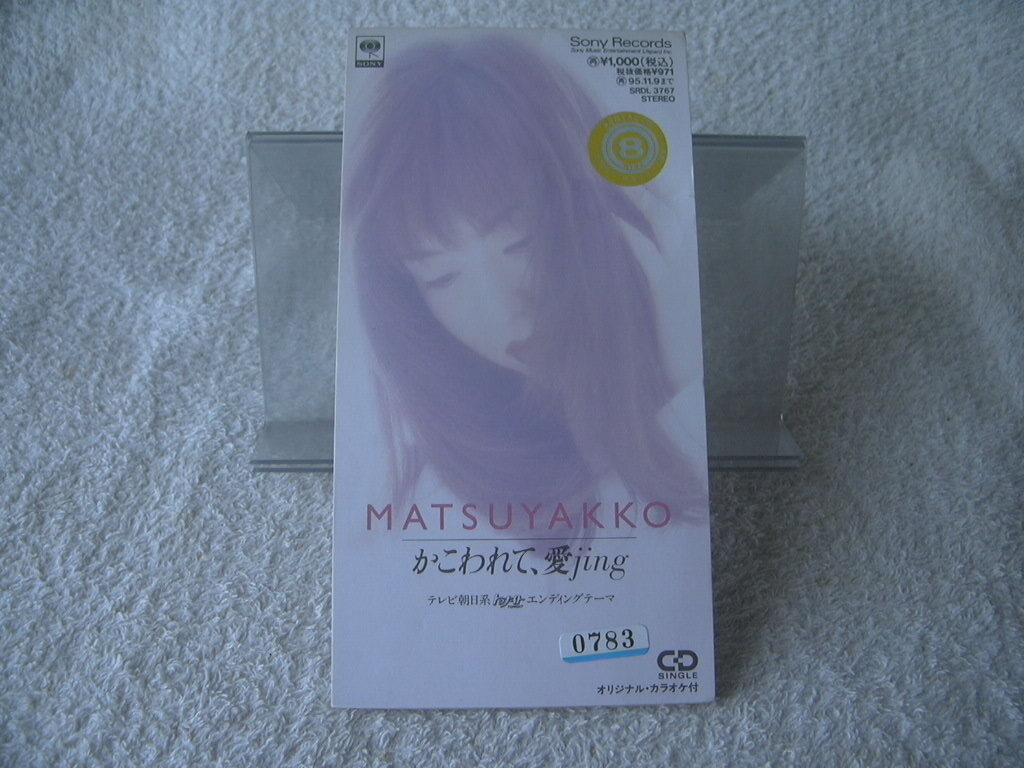 SONY
Sony Records
Sony Music Entertainment (Japan) Inc.
再¥1,000(税込)
税抜価格¥971
再95.11.9まで
SRDL 3767
STEREO
8
MATSUYAKKO
かこわれて、愛jing
テレビ朝日系 エンディングテーマ
0783
CD
SINGLE
オリジナル・カラオケ付